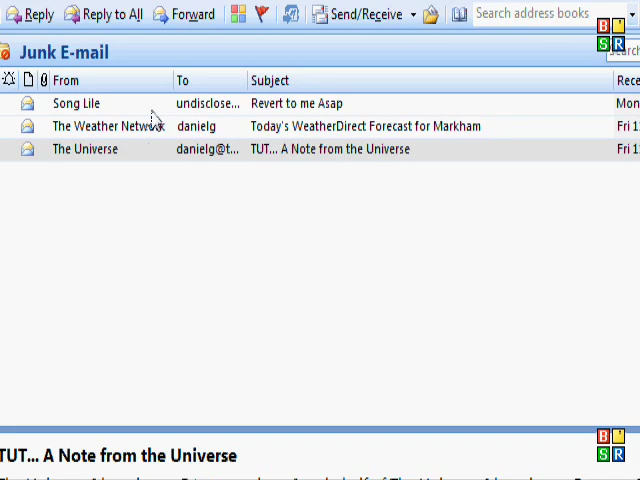 Reply Reply to All Forward Send/Receive Search address books
B '
S R
Junk E-mail
From To Subject
Song Lile undisclose... Revert to me Asap Mon
The Weather Network danielg Today's WeatherDirect Forecast for Markham Fri
The Universe danielg@t... TUT... A Note from the Universe Fri
B '
S R
TUT... A Note from the Universe